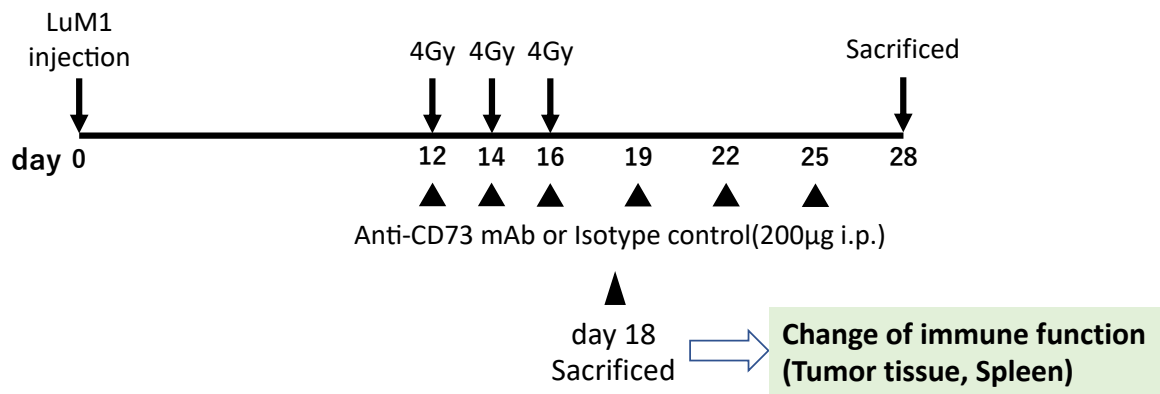 LuM1
injection
4Gy 4Gy 4Gy
Sacrificed
day 0 12 14 16 19 22 25 28
Anti-CD73 mAb or Isotype control(200µg i.p.)
day 18
Sacrificed
Change of immune function
(Tumor tissue, Spleen)